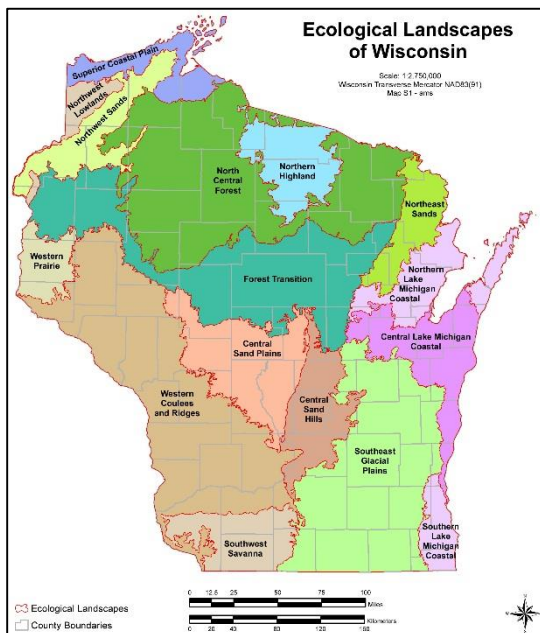 Ecological Landscapes
of Wisconsin
Scale: 1:2,750,000
Wisconsin Transverse Mercator NAD83(91)
Map S1 - ams
Superior Coastal Plain
Northwest
Lowlands
Northwest Sands
North
Central
Forest
Northern
Highland
Northeast
Sands
Western
Prairie
Forest Transition
Northern
Lake Michigan
Coastal
Central Lake Michigan
Coastal
Central
Sand Plains
Western
Coulees
and Ridges
Central
Sand
Hills
Southeast
Glacial
Plains
Southwest
Savanna
Southern
Lake
Michigan
Coastal
Ecological Landscapes
County Boundaries
0 12.5 25 50 75 100
Miles
Kilometers
0 20 40 80 120 160